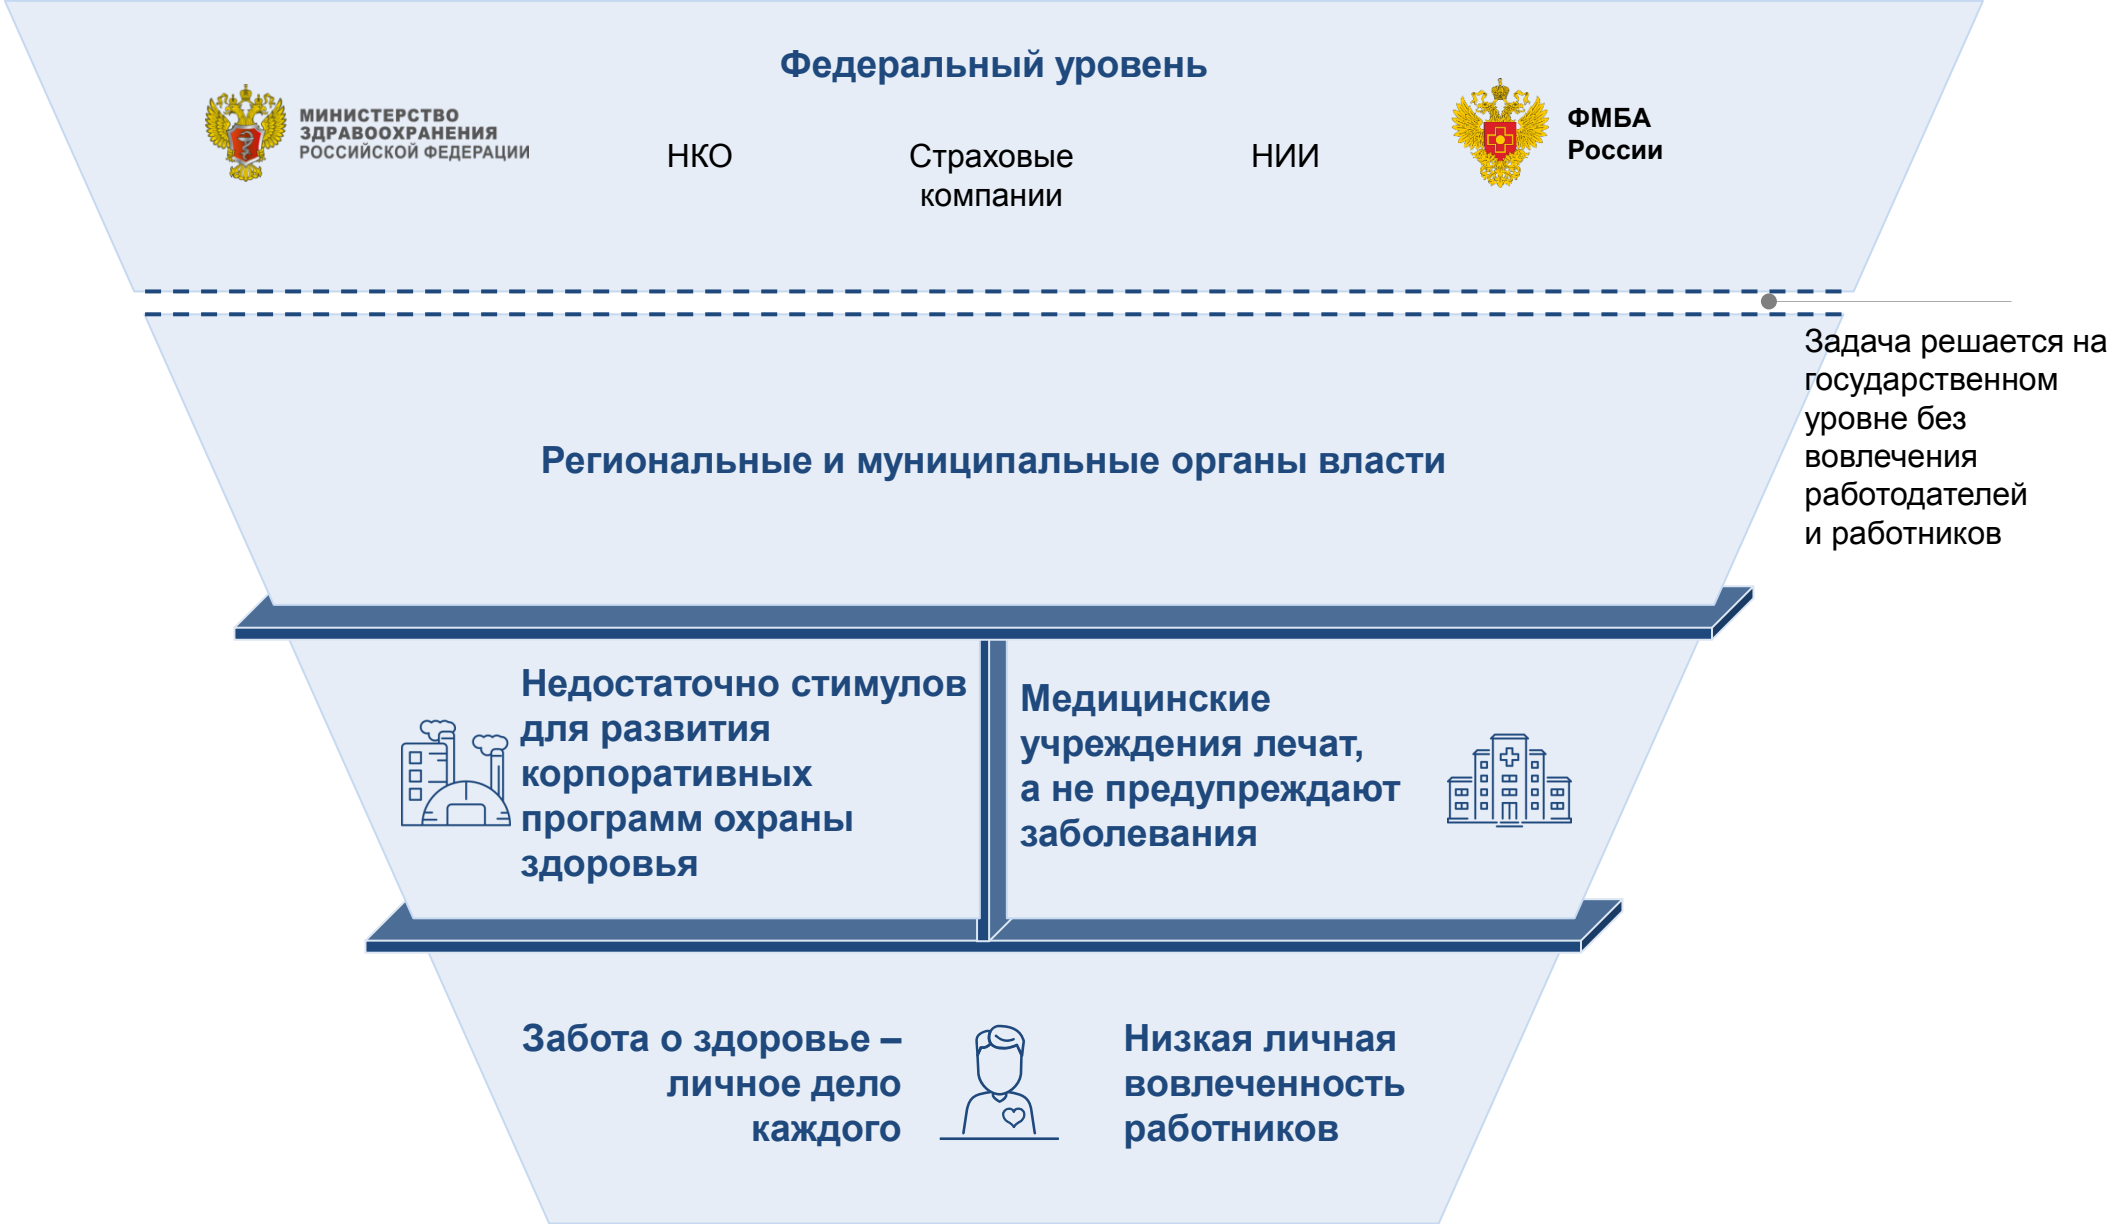 Федеральный уровень
МИНИСТЕРСТВО
ЗДРАВООХРАНЕНИЯ
РОССИЙСКОЙ ФЕДЕРАЦИИ
НКО
Страховые
компании
НИИ
ФМБА
России
Задача решается на
государственном
уровне без
вовлечения
работодателей
и работников
Региональные и муниципальные органы власти
Недостаточно стимулов
для развития
корпоративных
программ охраны
здоровья
Медицинские
учреждения лечат,
а не предупреждают
заболевания
Забота о здоровье –
личное дело
каждого
Низкая личная
вовлеченность
работников